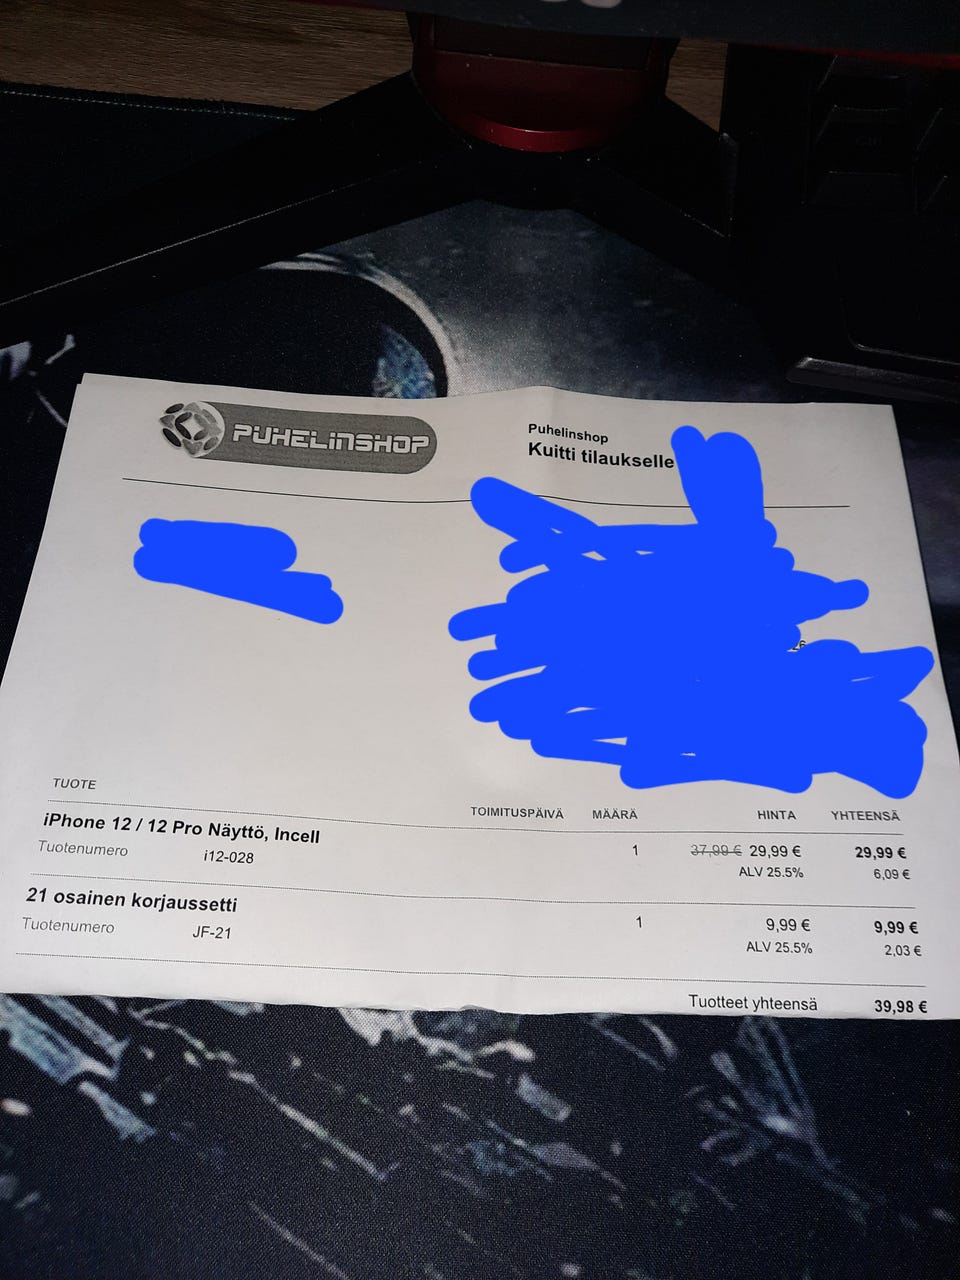 PUHELINSHOP
Puhelinshop
Kuitti tilaukselle
TUOTE TOIMITUSPÄIVÄ MÄÄRÄ HINTA YHTEENSÄ
iPhone 12 / 12 Pro Näyttö, Incell 1 37,99 € 29,99 € 29,99 €
Tuotenumero i12-028 ALV 25.5% 6,09 €
21 osainen korjaussetti 1 9,99 € 9,99 €
Tuotenumero JF-21 ALV 25.5% 2,03 €
Tuotteet yhteensä 39,98 €